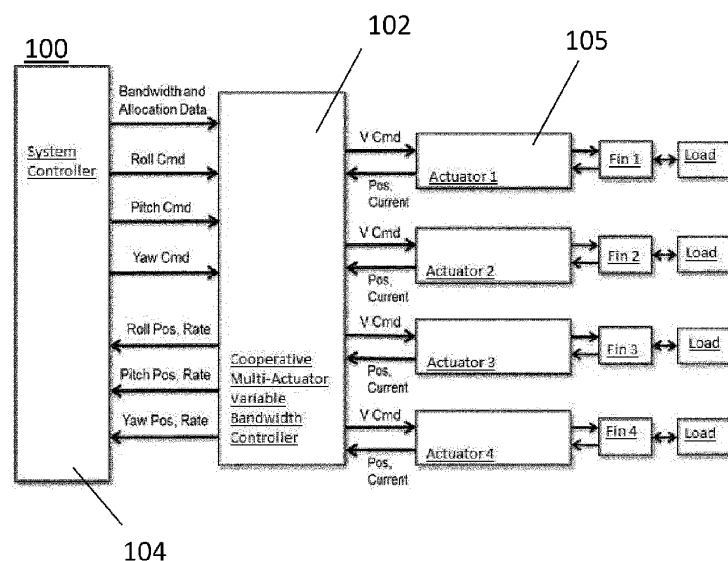 100
102
105
Bandwidth and
Allocation Data
System
Controller
Roll Cmd
Pitch Cmd
Yaw Cmd
Roll Pos, Rate
Pitch Pos, Rate
Yaw Pos, Rate
Cooperative
Multi-Actuator
Variable
Bandwidth
Controller
V Cmd
Pos,
Current
Actuator 1
Fin 1
Load
V Cmd
Pos,
Current
Actuator 2
Fin 2
Load
V Cmd
Pos,
Current
Actuator 3
Fin 3
Load
V Cmd
Pos,
Current
Actuator 4
Fin 4
Load
104